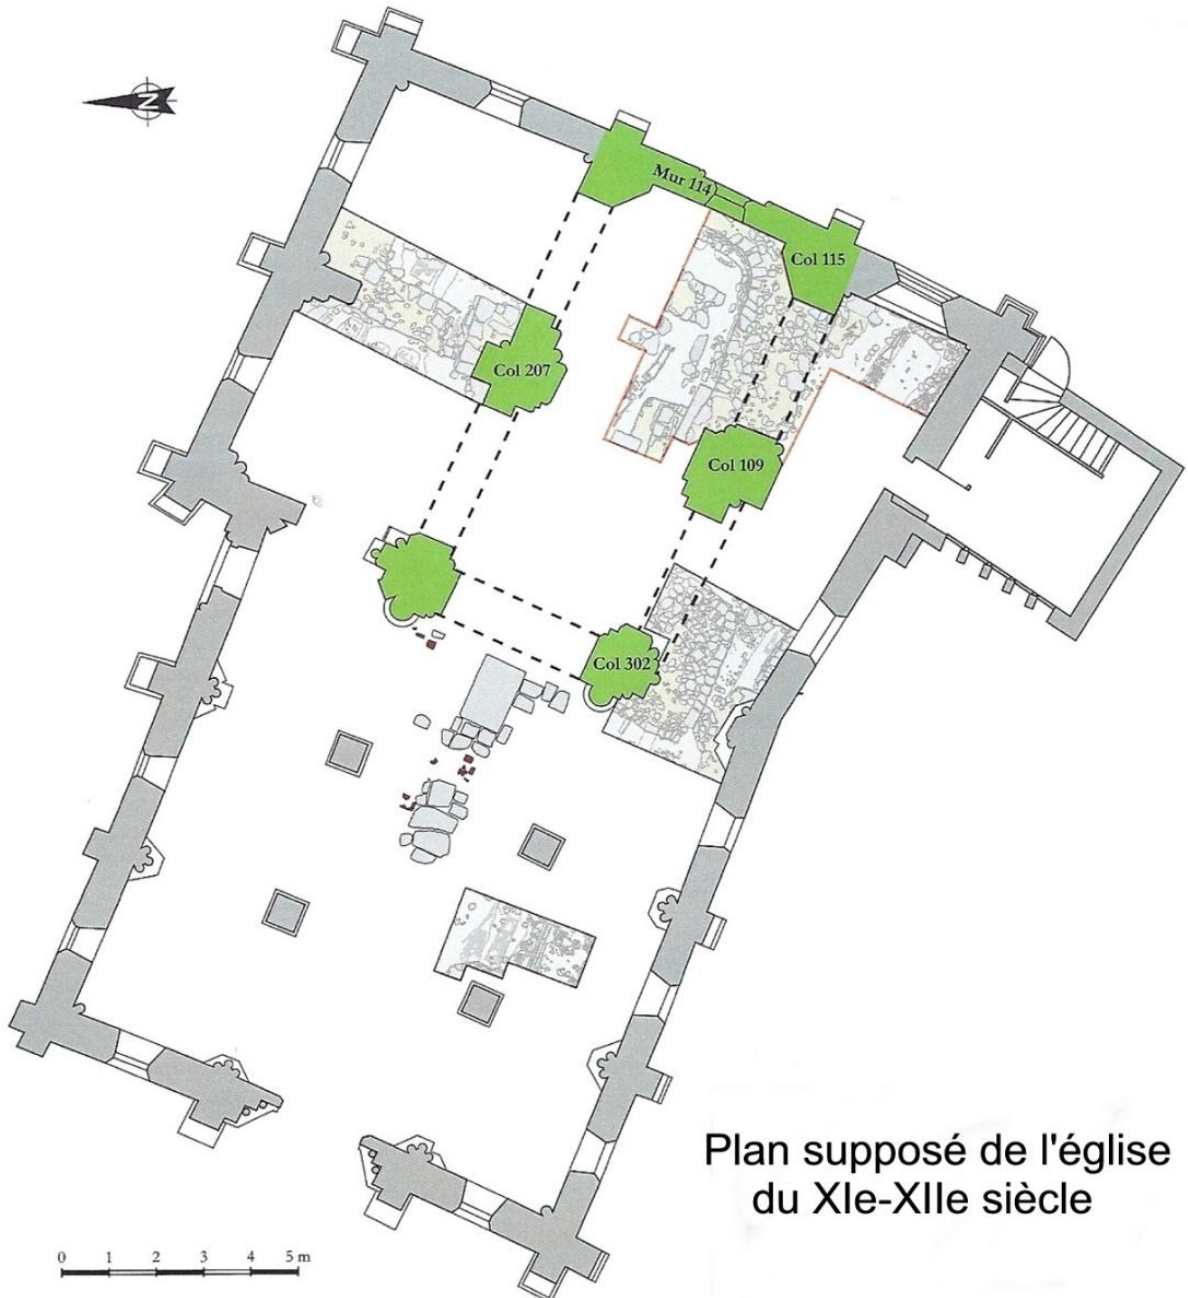 N
Mur 114
Col 115
Col 207
Col 109
Col 302
Plan supposé de l'église
du XIe-XIIe siècle
0 1 2 3 4 5 m